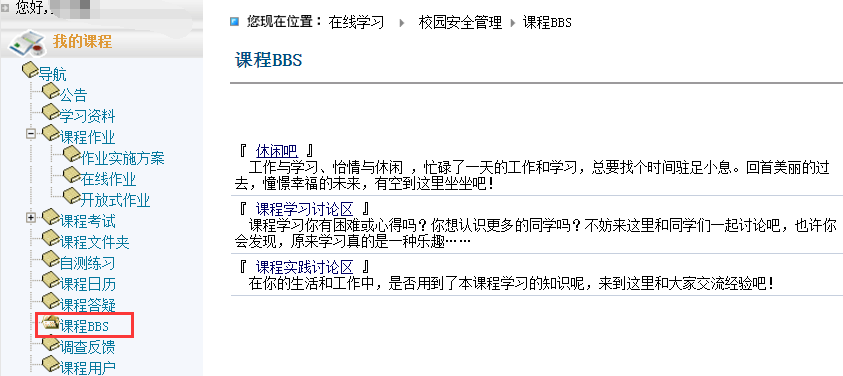 您好,
我的课程
导航
公告
学习资料
课程作业
作业实施方案
在线作业
开放式作业
课程考试
课程文件夹
自测练习
课程日历
课程答疑
课程BBS
调查反馈
课程用户
您现在位置： 在线学习 校园安全管理 课程BBS
课程BBS
『 休闲吧 』
工作与学习、怡情与休闲 ，忙碌了一天的工作和学习，总要找个时间驻足小息。回首美丽的过
去，憧憬幸福的未来，有空到这里坐坐吧！
『 课程学习讨论区 』
课程学习你有困难或心得吗？你想认识更多的同学吗？不妨来这里和同学们一起讨论吧，也许你
会发现，原来学习真的是一种乐趣……
『 课程实践讨论区 』
在你的生活和工作中，是否用到了本课程学习的知识呢，来到这里和大家交流经验吧！